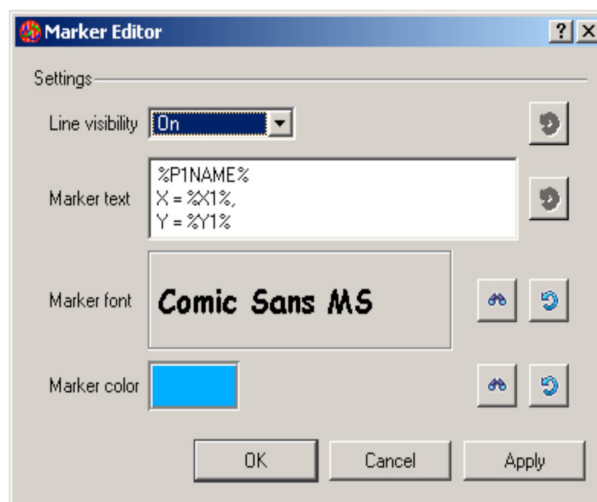 Marker Editor
Settings
Line visibility On
Marker text %P1NAME%
X = %X1%,
Y = %Y1%
Marker font Comic Sans MS
Marker color
OK Cancel Apply